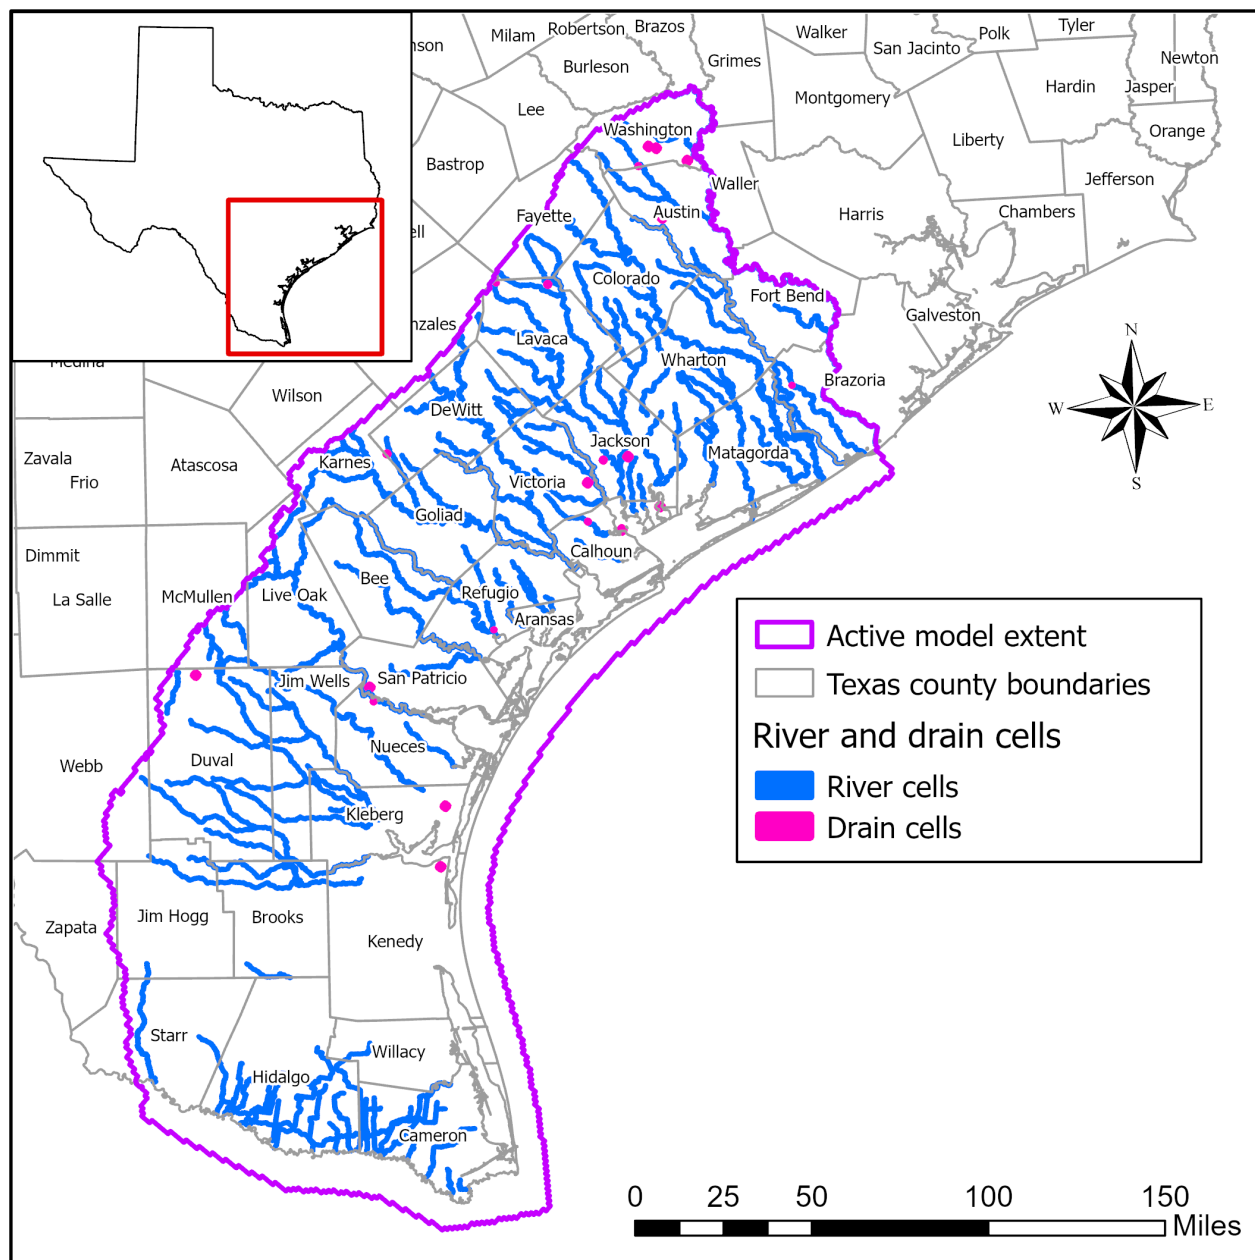 Milam
Robertson
Brazos
Walker
Polk
Tyler
nson
Burleson
Grimes
San Jacinto
Newton
Hardin
Jasper
Lee
Montgomery
Washington
Liberty
Orange
Bastrop
Waller
Jefferson
Fayette
Austin
Harris
Chambers
ell
Colorado
Fort Bend
Galveston
nzales
Lavaca
Wharton
Medina
Wilson
Brazoria
N
W
E
S
DeWitt
Jackson
Matagorda
Zavala
Frio
Atascosa
Karnes
Victoria
Goliad
Dimmit
La Salle
McMullen
Live Oak
Bee
Refugio
Calhoun
Aransas
Jim Wells
San Patricio
Webb
Duval
Nueces
Kleberg
Zapata
Jim Hogg
Brooks
Kenedy
Starr
Hidalgo
Willacy
Cameron
Active model extent
Texas county boundaries
River and drain cells
River cells
Drain cells
0 25 50 100 150
Miles